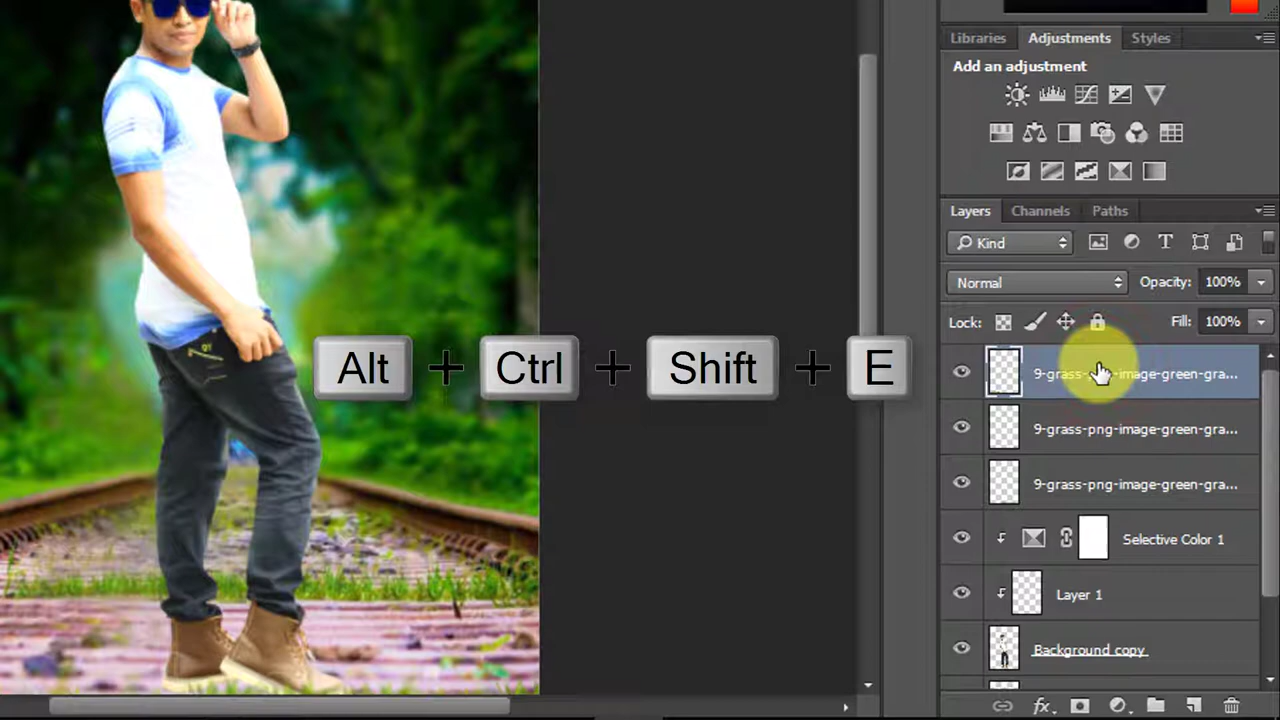 Libraries Adjustments Styles
Add an adjustment
Layers Channels Paths
Kind
Normal Opacity: 100%
Lock: Fill: 100%
Alt + Ctrl + Shift + E
9-grass-png-image-green-gra...
9-grass-png-image-green-gra...
9-grass-png-image-green-gra...
Selective Color 1
Layer 1
Background copy
fx